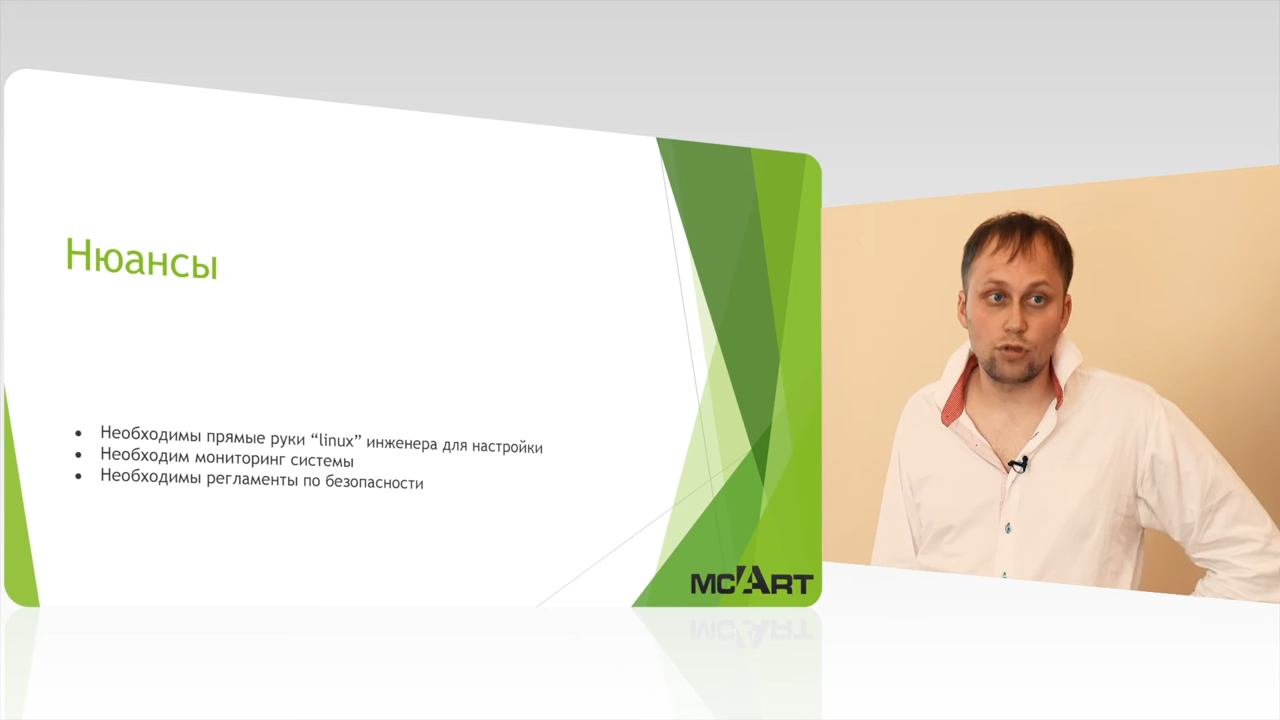 Нюансы
• Необходимы прямые руки “linux” инженера для настройки
• Необходим мониторинг системы
• Необходимы регламенты по безопасности
MCART